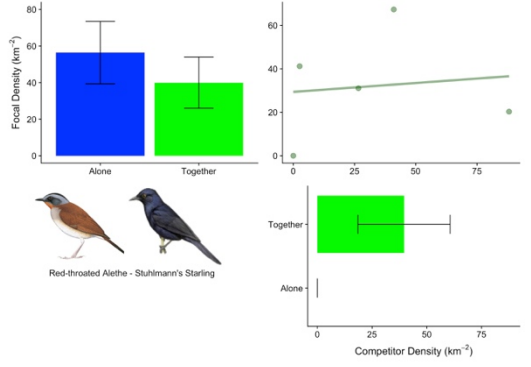 Focal Density (km⁻²)
80
60
40
20
0
Alone
Together
60
40
20
0
0
25
50
75
Red-throated Alethe - Stuhlmann's Starling
Together
Alone
0
25
50
75
Competitor Density (km⁻²)